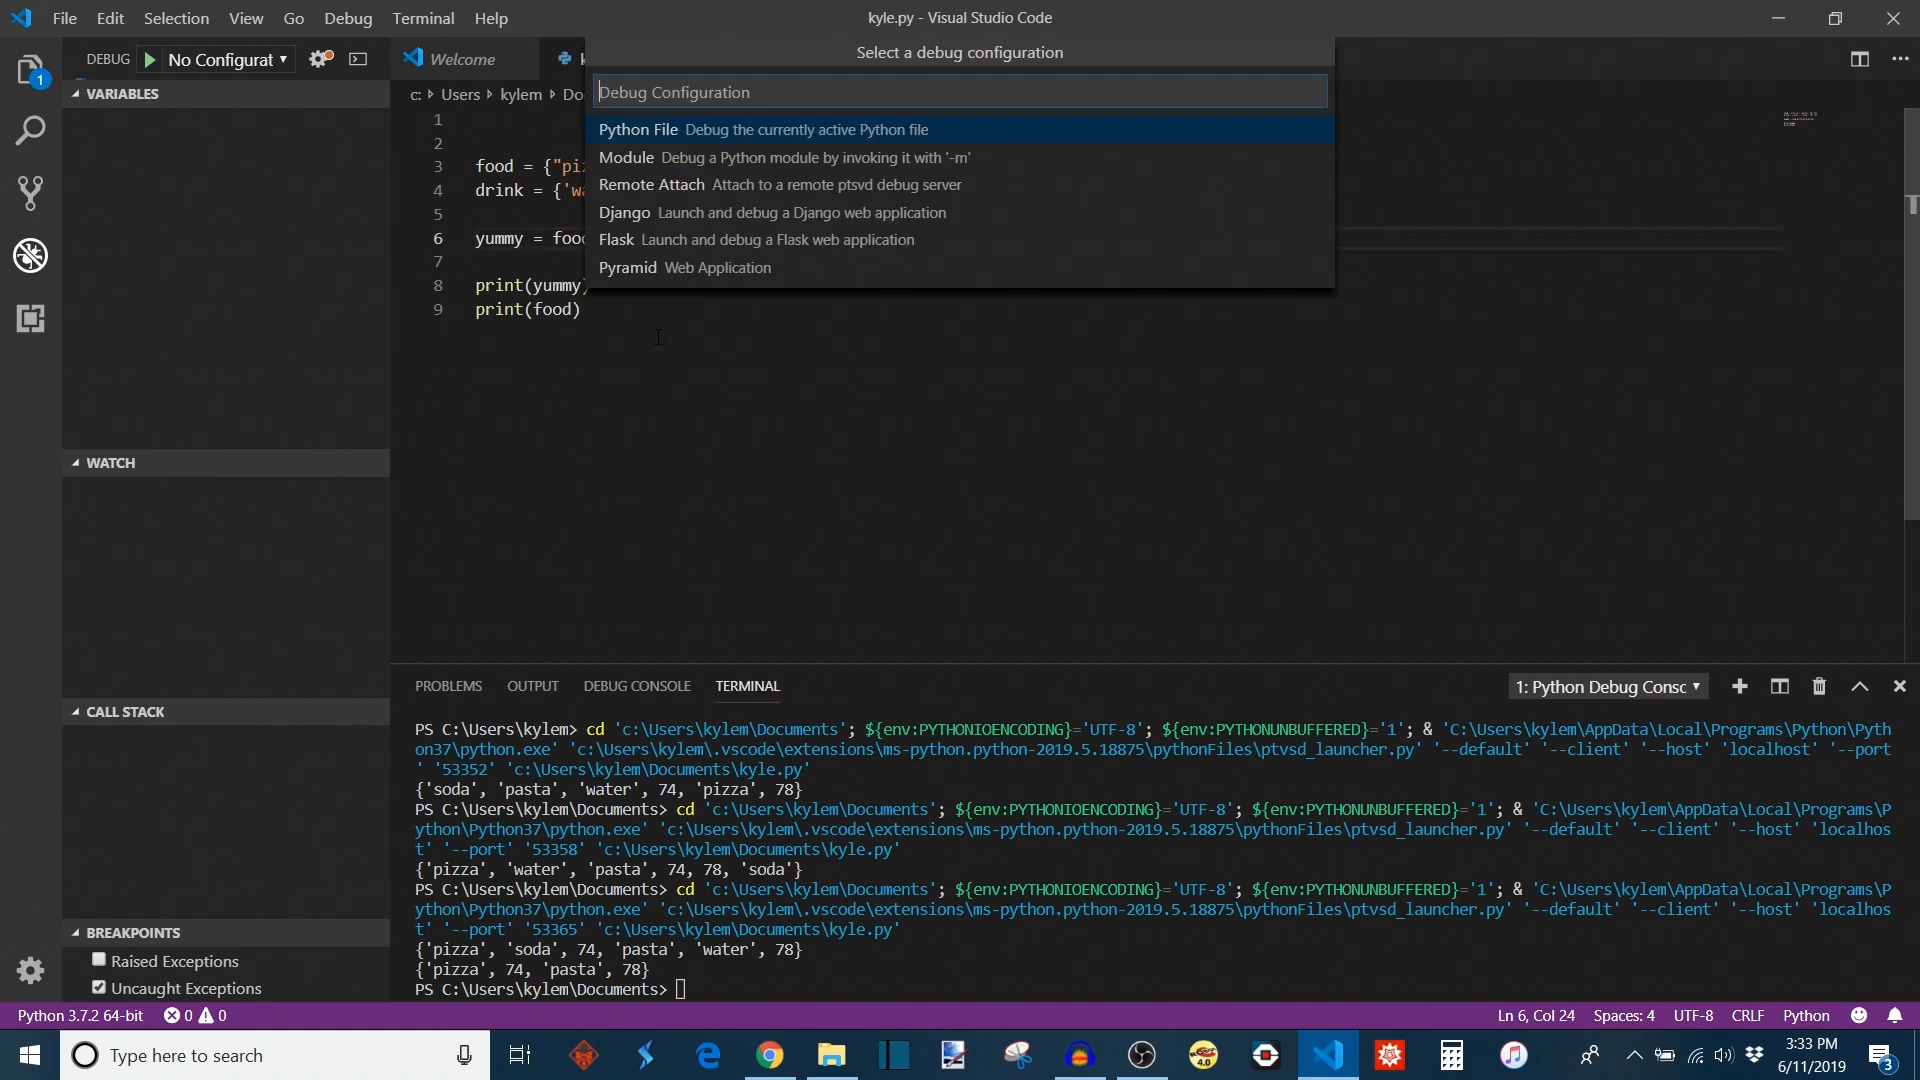 File Edit Selection View Go Debug Terminal Help
kyle.py - Visual Studio Code
DEBUG No Configurat
Welcome
Select a debug configuration
1
VARIABLES
c: Users kylem Do
Debug Configuration
Python File Debug the currently active Python file
Module Debug a Python module by invoking it with '-m'
Remote Attach Attach to a remote ptsvd debug server
Django Launch and debug a Django web application
Flask Launch and debug a Flask web application
Pyramid Web Application
1
2
3 food = {"piz
4 drink = {'wa
5
6 yummy = food
7
8 print(yummy)
9 print(food)
WATCH
CALL STACK
BREAKPOINTS
Raised Exceptions
Uncaught Exceptions
PROBLEMS OUTPUT DEBUG CONSOLE TERMINAL
1: Python Debug Consc
PS C:\Users\kylem> cd 'c:\Users\kylem\Documents'; ${env:PYTHONIOENCODING}='UTF-8'; ${env:PYTHONUNBUFFERED}='1'; & 'C:\Users\kylem\AppData\Local\Programs\Python\Pyth
on37\python.exe' 'c:\Users\kylem\.vscode\extensions\ms-python.python-2019.5.18875\pythonFiles\ptvsd_launcher.py' '--default' '--client' '--host' 'localhost' '--port
' '53352' 'c:\Users\kylem\Documents\kyle.py'
{'soda', 'pasta', 'water', 74, 'pizza', 78}
PS C:\Users\kylem\Documents> cd 'c:\Users\kylem\Documents'; ${env:PYTHONIOENCODING}='UTF-8'; ${env:PYTHONUNBUFFERED}='1'; & 'C:\Users\kylem\AppData\Local\Programs\P
ython\Python37\python.exe' 'c:\Users\kylem\.vscode\extensions\ms-python.python-2019.5.18875\pythonFiles\ptvsd_launcher.py' '--default' '--client' '--host' 'localhos
t' '--port' '53358' 'c:\Users\kylem\Documents\kyle.py'
{'pizza', 'water', 'pasta', 74, 78, 'soda'}
PS C:\Users\kylem\Documents> cd 'c:\Users\kylem\Documents'; ${env:PYTHONIOENCODING}='UTF-8'; ${env:PYTHONUNBUFFERED}='1'; & 'C:\Users\kylem\AppData\Local\Programs\P
ython\Python37\python.exe' 'c:\Users\kylem\.vscode\extensions\ms-python.python-2019.5.18875\pythonFiles\ptvsd_launcher.py' '--default' '--client' '--host' 'localhos
t' '--port' '53365' 'c:\Users\kylem\Documents\kyle.py'
{'pizza', 'soda', 74, 'pasta', 'water', 78}
{'pizza', 74, 'pasta', 78}
PS C:\Users\kylem\Documents>
Python 3.7.2 64-bit 0 0
Ln 6, Col 24 Spaces: 4 UTF-8 CRLF Python
Type here to search
4.0
3:33 PM
6/11/2019
3